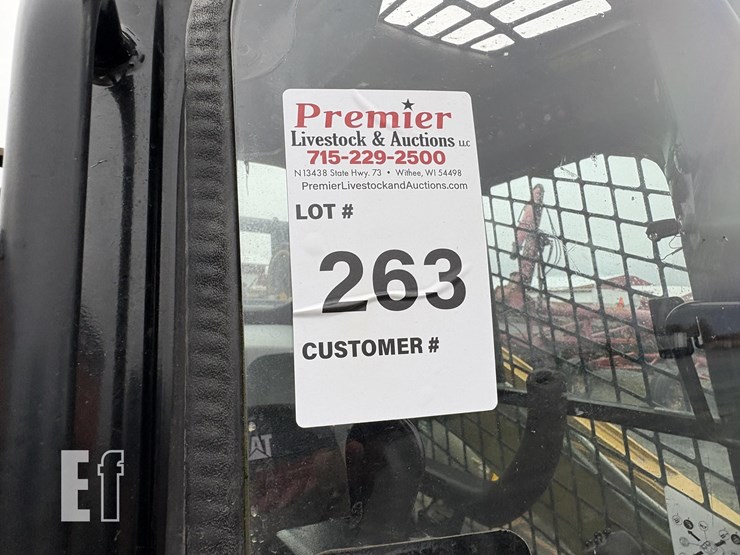 Premier
Livestock & Auctions LLC
715-229-2500
N13438 State Hwy. 73 • Withee, WI 54498
PremierLivestockandAuctions.com
LOT #
263
CUSTOMER #
AT
Ef